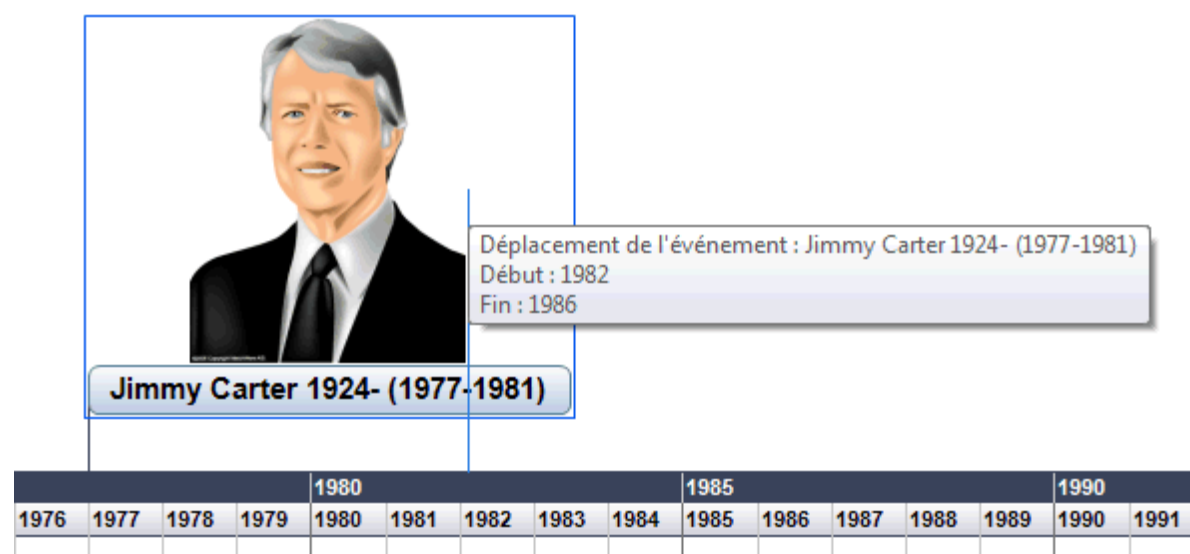 Déplacement de l'événement : Jimmy Carter 1924- (1977-1981)
Début : 1982
Fin : 1986
Jimmy Carter 1924- (1977-1981)
1980 1985 1990
1976 1977 1978 1979 1980 1981 1982 1983 1984 1985 1986 1987 1988 1989 1990 1991